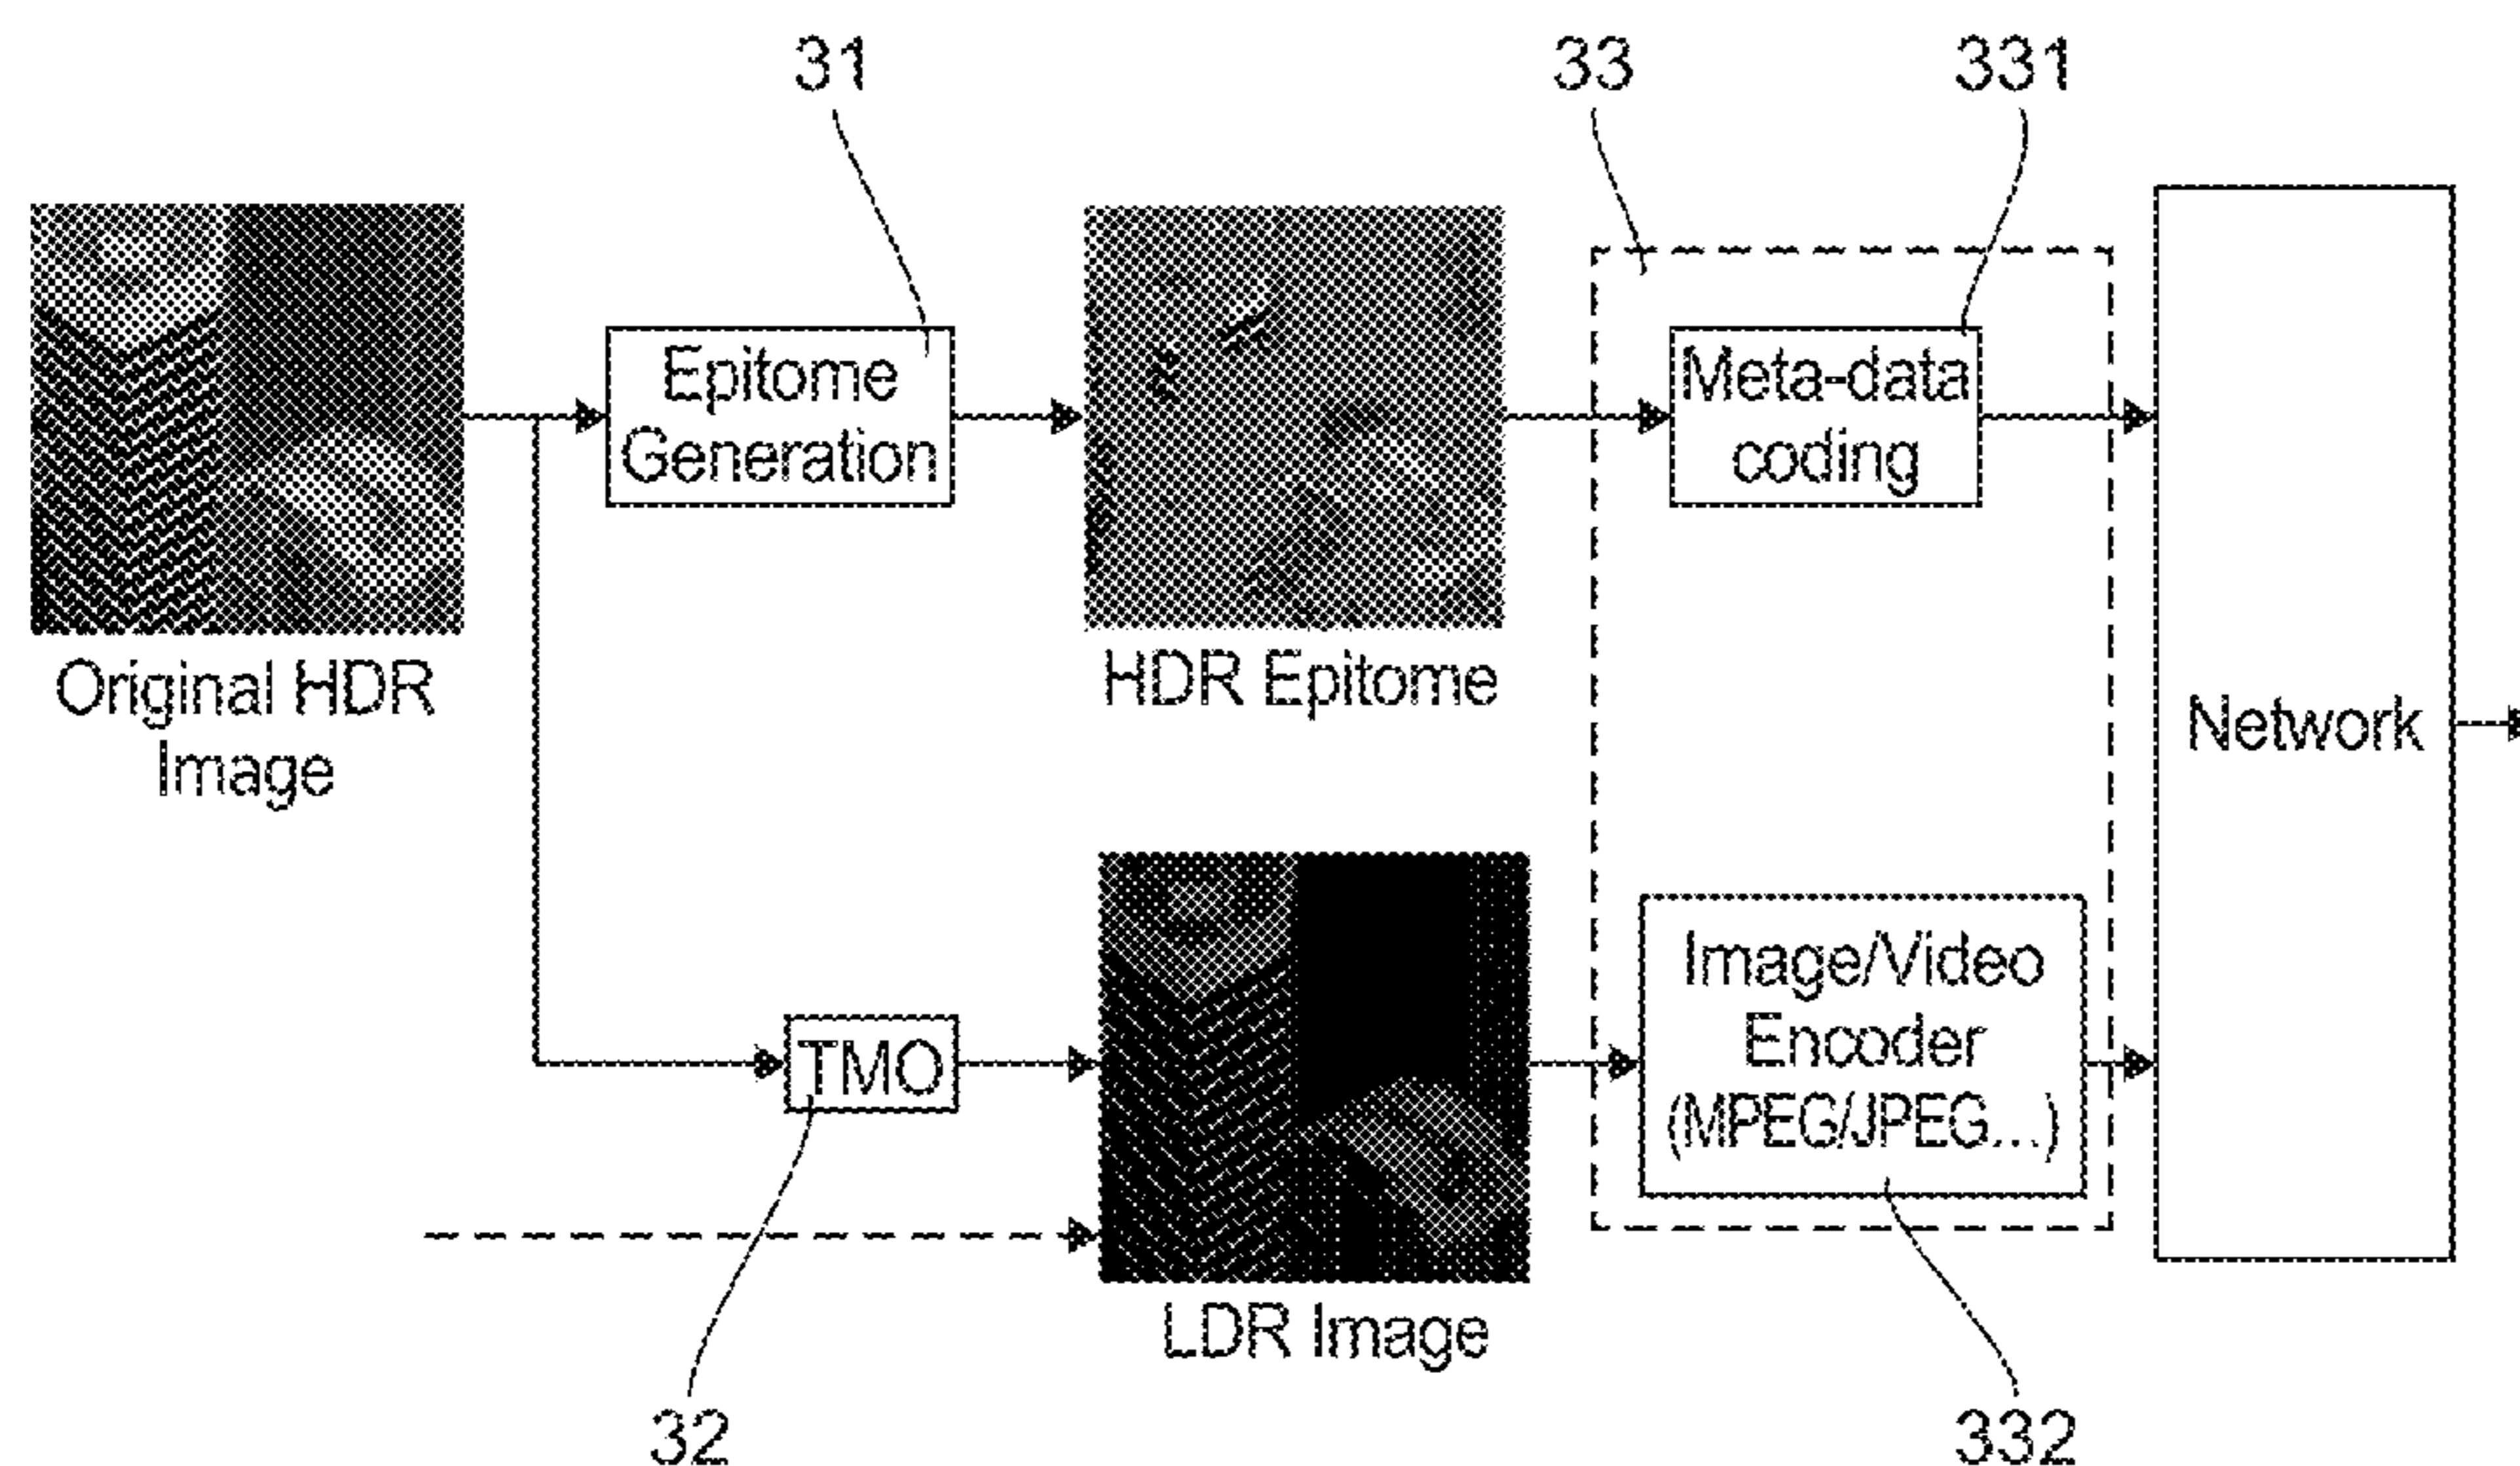 31
33
331
Epitome
Generation
Meta-data
coding
Original HDR
Image
HDR Epitome
Network
TMO
Image/Video
Encoder
(MPEG/JPEG...)
LDR Image
32
332